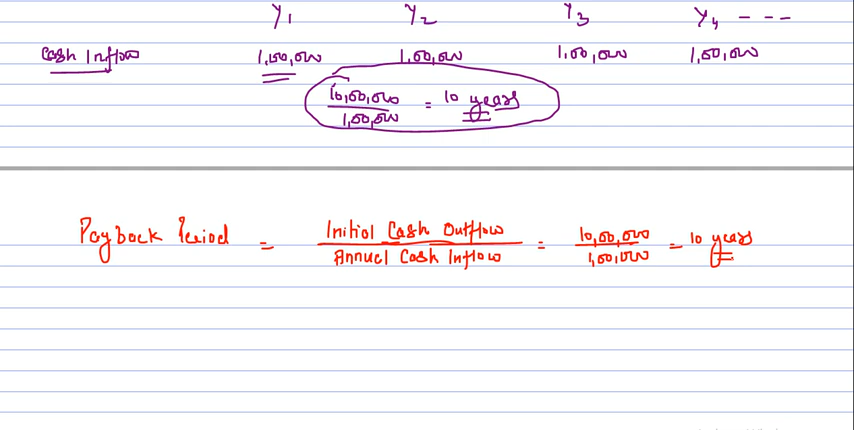 Y1 Y2 Y3 Y4 ---
Cash Inflow 1,00,000 1,00,000 1,00,000 1,00,000
10,00,000 = 10 years
1,00,000
Payback Period = Initial Cash Outflow = 10,00,000 = 10 years
Annual Cash Inflow 1,00,000